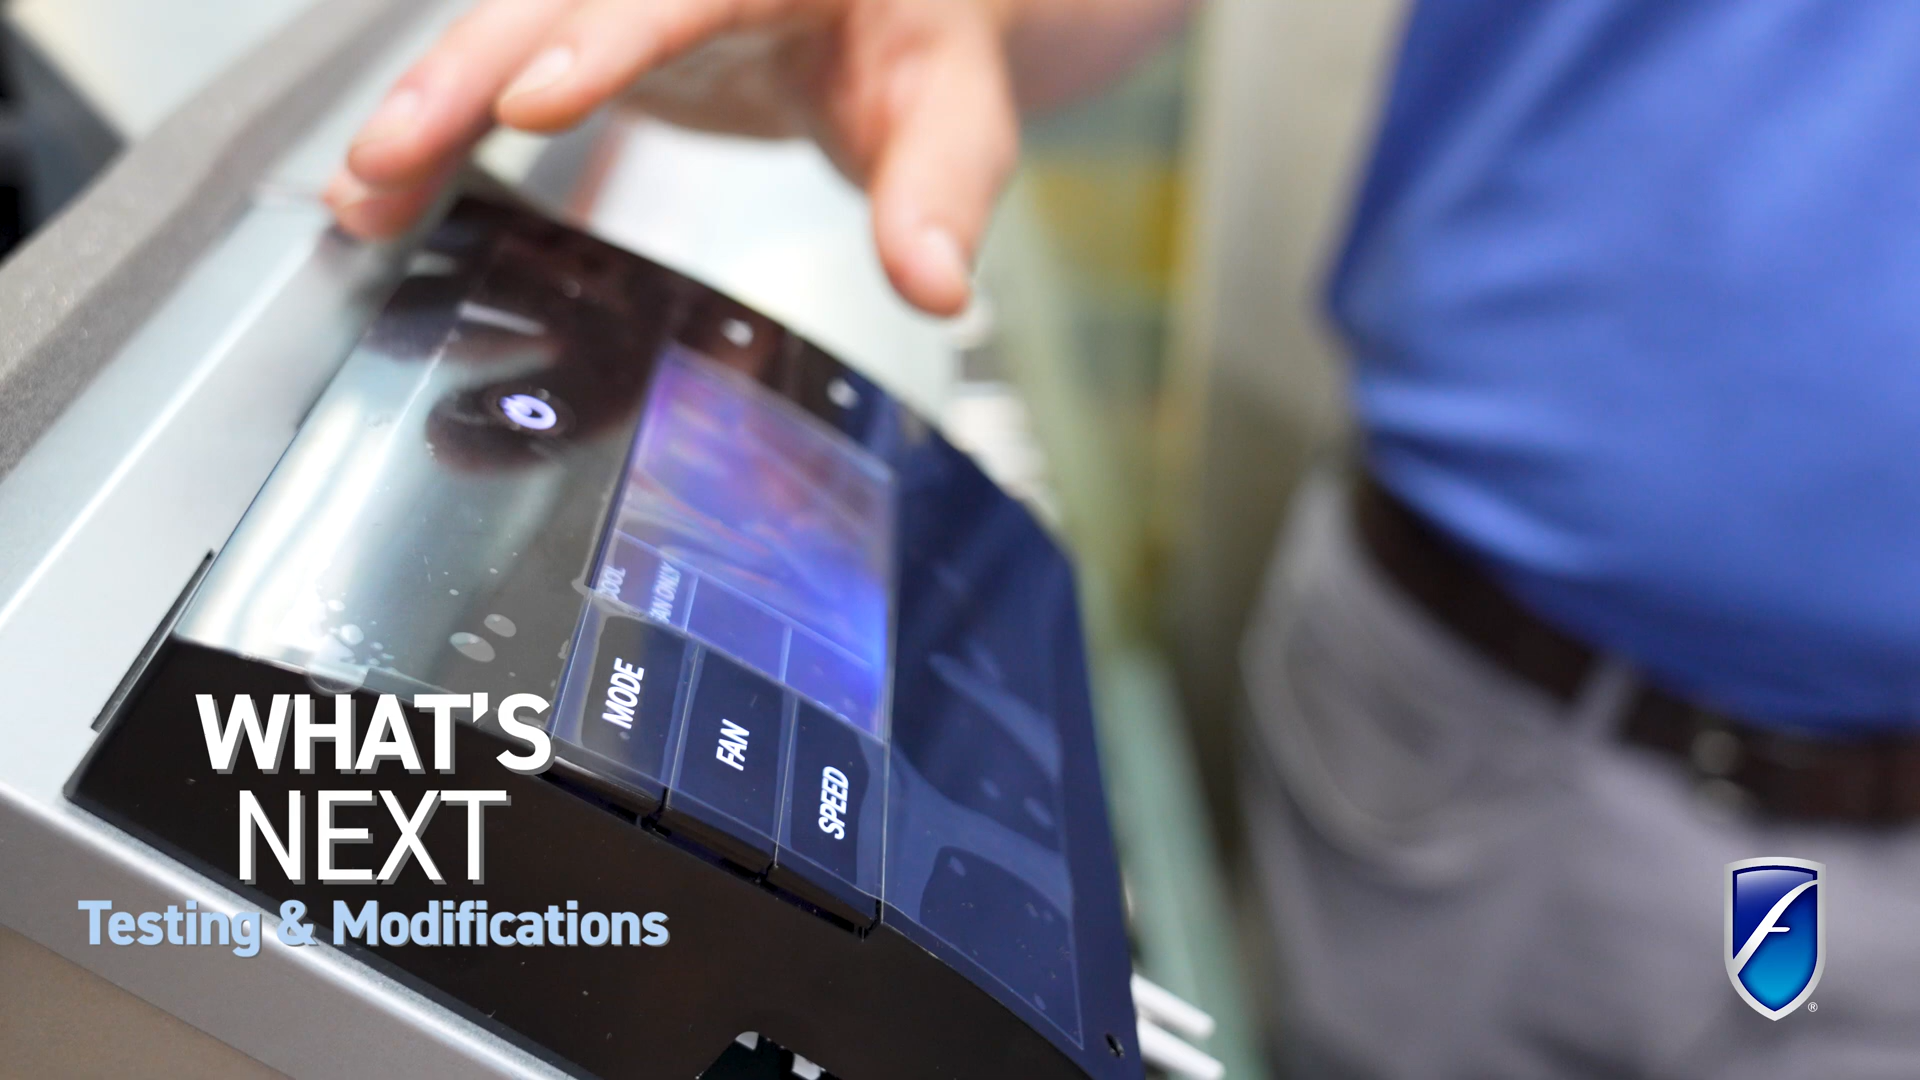 MODE
FAN
SPEED
WHAT'S
NEXT
Testing & Modifications
®